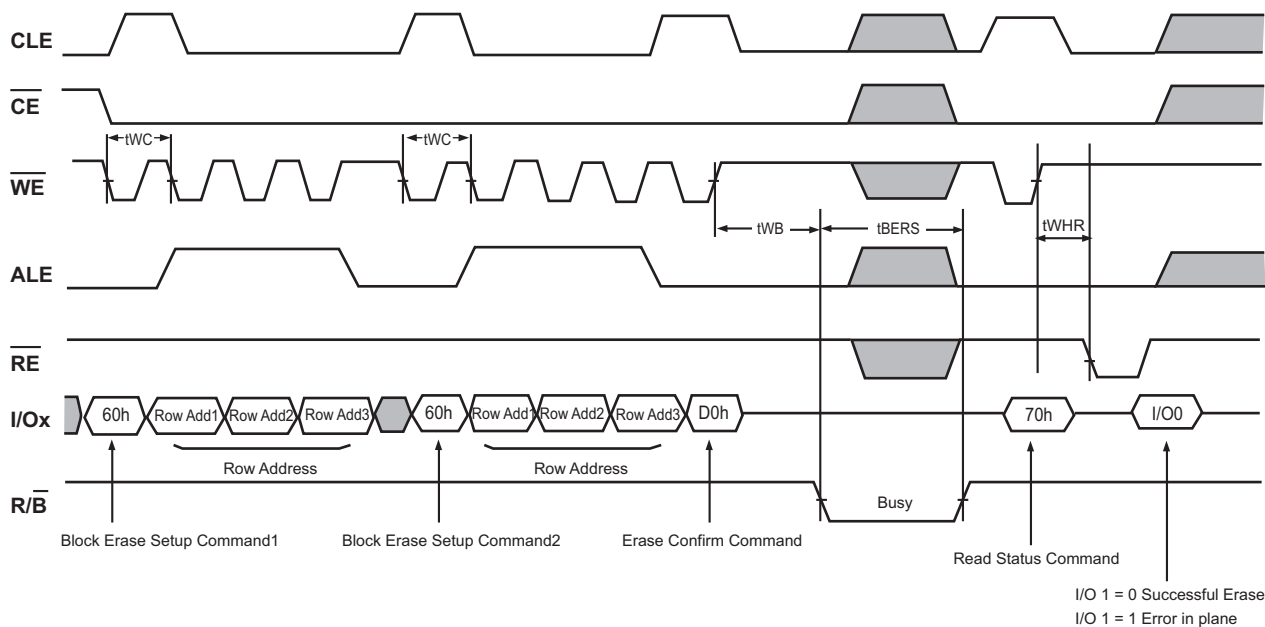 CLE
CE
tWC
tWC
WE
tWB
tBERS
tWHR
ALE
RE
I/Ox
60h
Row Add1
Row Add2
Row Add3
60h
Row Add1
Row Add2
Row Add3
D0h
70h
I/O0
Row Address
Row Address
R/B
Busy
Block Erase Setup Command1
Block Erase Setup Command2
Erase Confirm Command
Read Status Command
I/O 1 = 0 Successful Erase
I/O 1 = 1 Error in plane